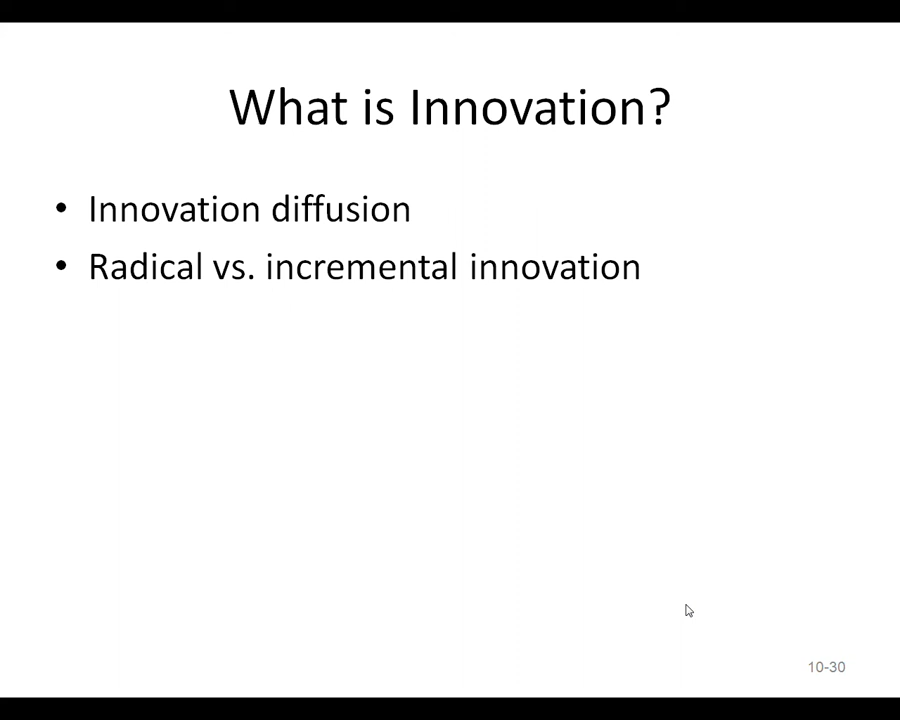 What is Innovation?
• Innovation diffusion
• Radical vs. incremental innovation
10-30